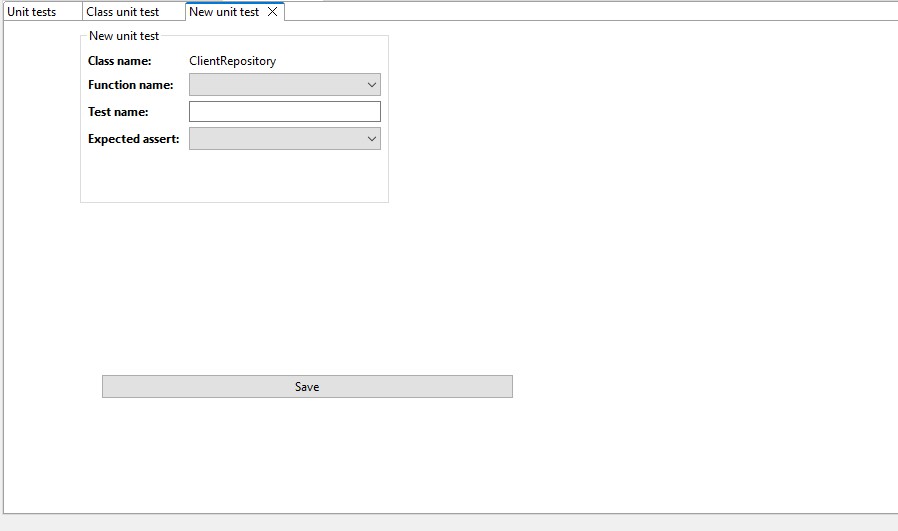 Unit tests
Class unit test
New unit test
New unit test
Class name: ClientRepository
Function name:
Test name:
Expected assert:
Save